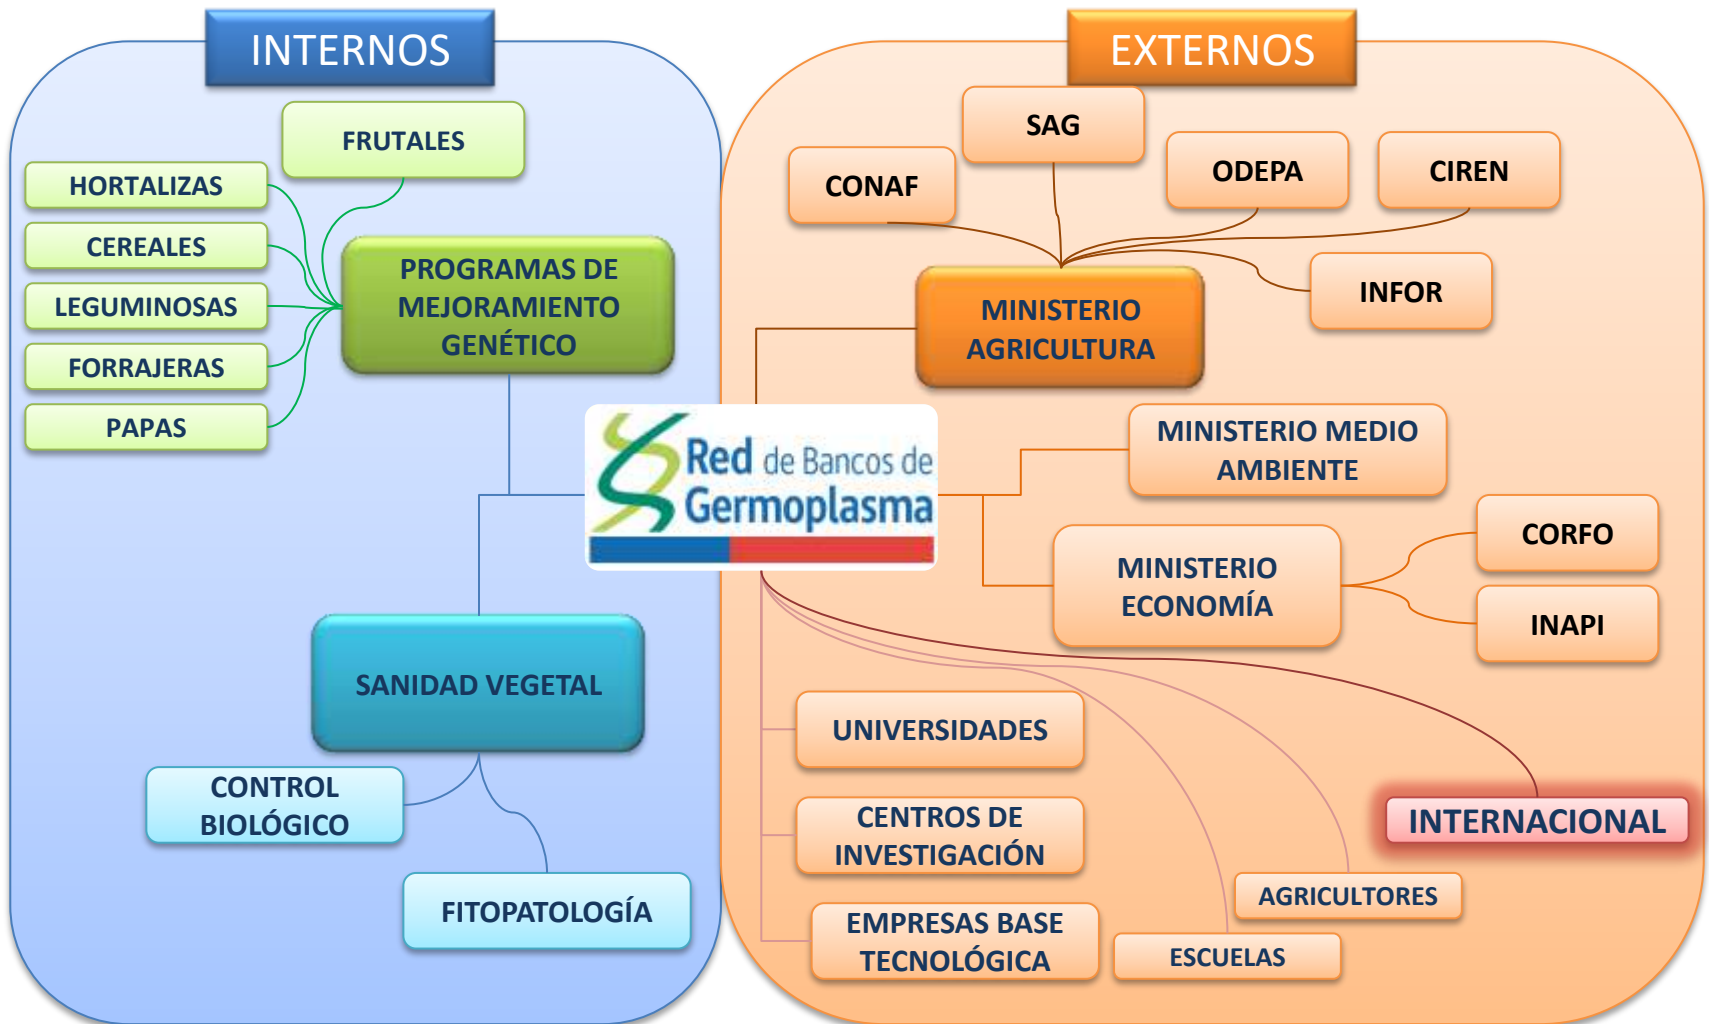 INTERNOS
FRUTALES
HORTALIZAS
CEREALES
LEGUMINOSAS
FORRAJERAS
PAPAS
PROGRAMAS DE
MEJORAMIENTO
GENÉTICO
SANIDAD VEGETAL
CONTROL
BIOLÓGICO
FITOPATOLOGÍA
Red de Bancos de
Germoplasma
EXTERNOS
SAG
CONAF
ODEPA
CIREN
INFOR
MINISTERIO
AGRICULTURA
MINISTERIO MEDIO
AMBIENTE
MINISTERIO
ECONOMÍA
CORFO
INAPI
UNIVERSIDADES
CENTROS DE
INVESTIGACIÓN
EMPRESAS BASE
TECNOLÓGICA
ESCUELAS
AGRICULTORES
INTERNACIONAL